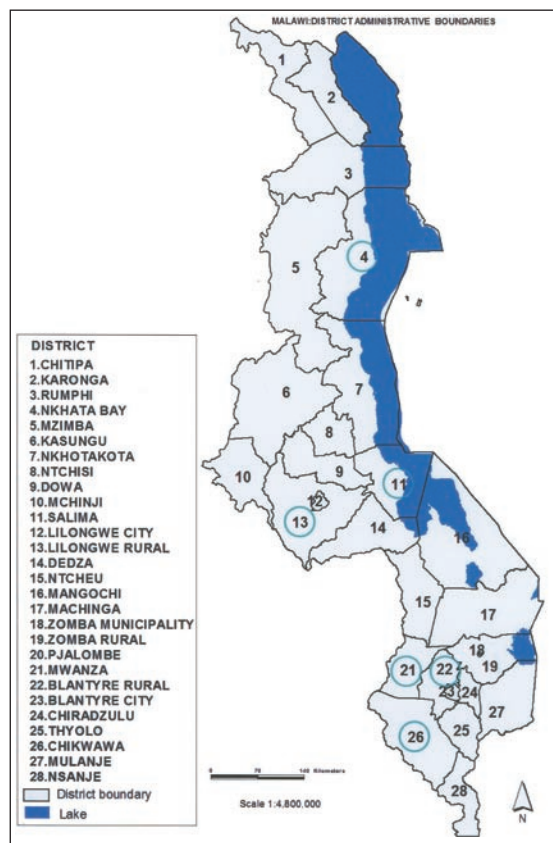 MALAWI:DISTRICT ADMINISTRATIVE BOUNDARIES
1
2
3
4
5
6
7
8
9
10
11
12
13
14
15
16
17
18
19
21
22
23
24
25
26
27
28
DISTRICT
1.CHITIPA
2.KARONGA
3.RUMPHI
4.NKHATA BAY
5.MZIMBA
6.KASUNGU
7.NKHOTAKOTA
8.NTCHISI
9.DOWA
10.MCHINJI
11.SALIMA
12.LILONGWE CITY
13.LILONGWE RURAL
14.DEDZA
15.NTCHEU
16.MANGOCHI
17.MACHINGA
18.ZOMBA MUNICIPALITY
19.ZOMBA RURAL
20.PJALOMBE
21.MWANZA
22.BLANTYRE RURAL
23.BLANTYRE CITY
24.CHIRADZULU
25.THYOLO
26.CHIKWAWA
27.MULANJE
28.NSANJE
District boundary
Lake
0 70 140 Kilometers
Scale 1:4,800,000
N